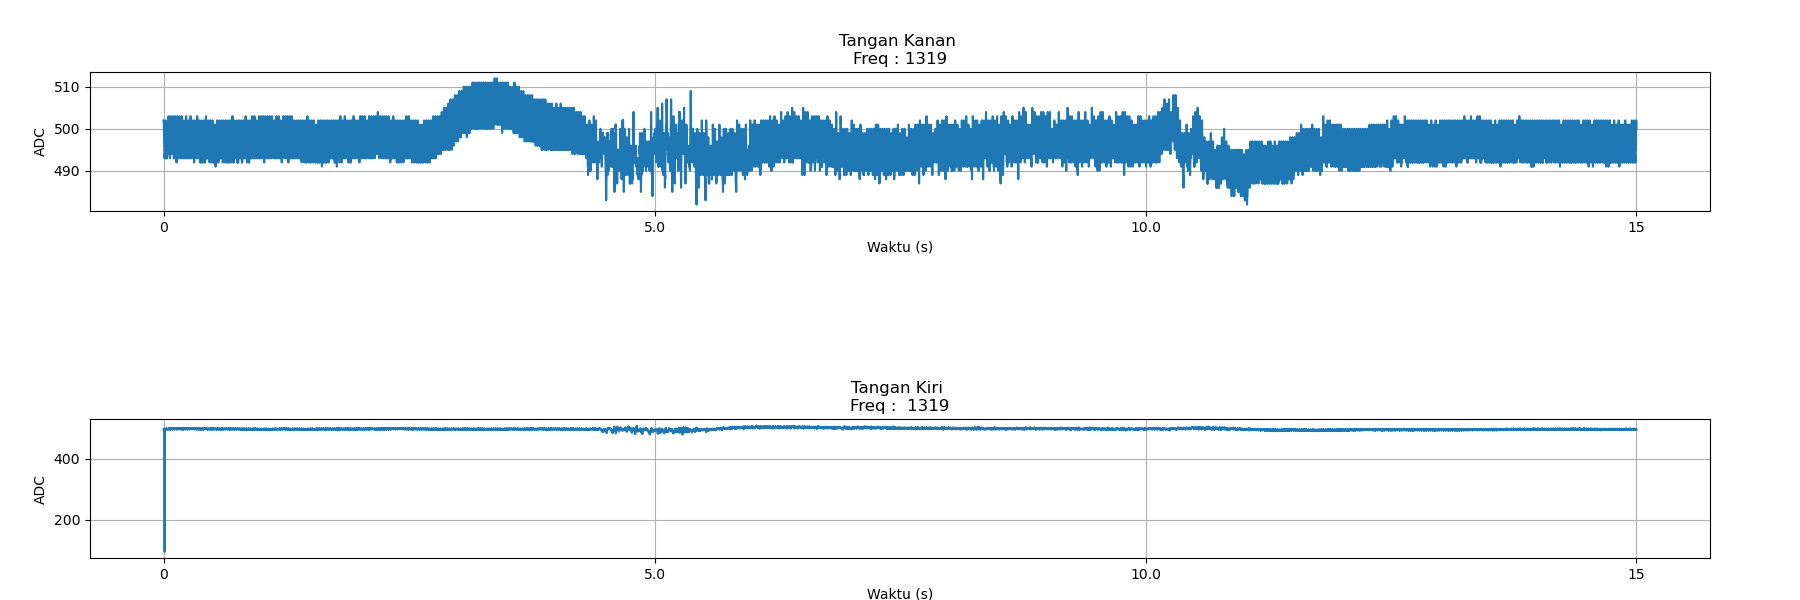 Tangan Kanan
Freq : 1319
510
500
490
ADC
0 5.0 10.0 15
Waktu (s)
Tangan Kiri
Freq :  1319
400
200
ADC
0 5.0 10.0 15
Waktu (s)